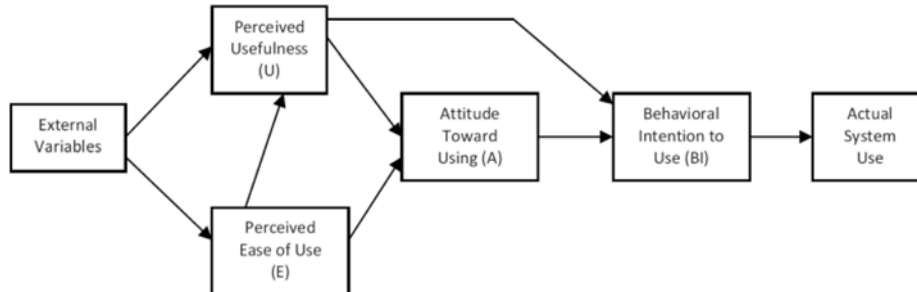 Perceived
Usefulness
(U)
External
Variables
Attitude
Toward
Using (A)
Behavioral
Intention to
Use (BI)
Actual
System
Use
Perceived
Ease of Use
(E)